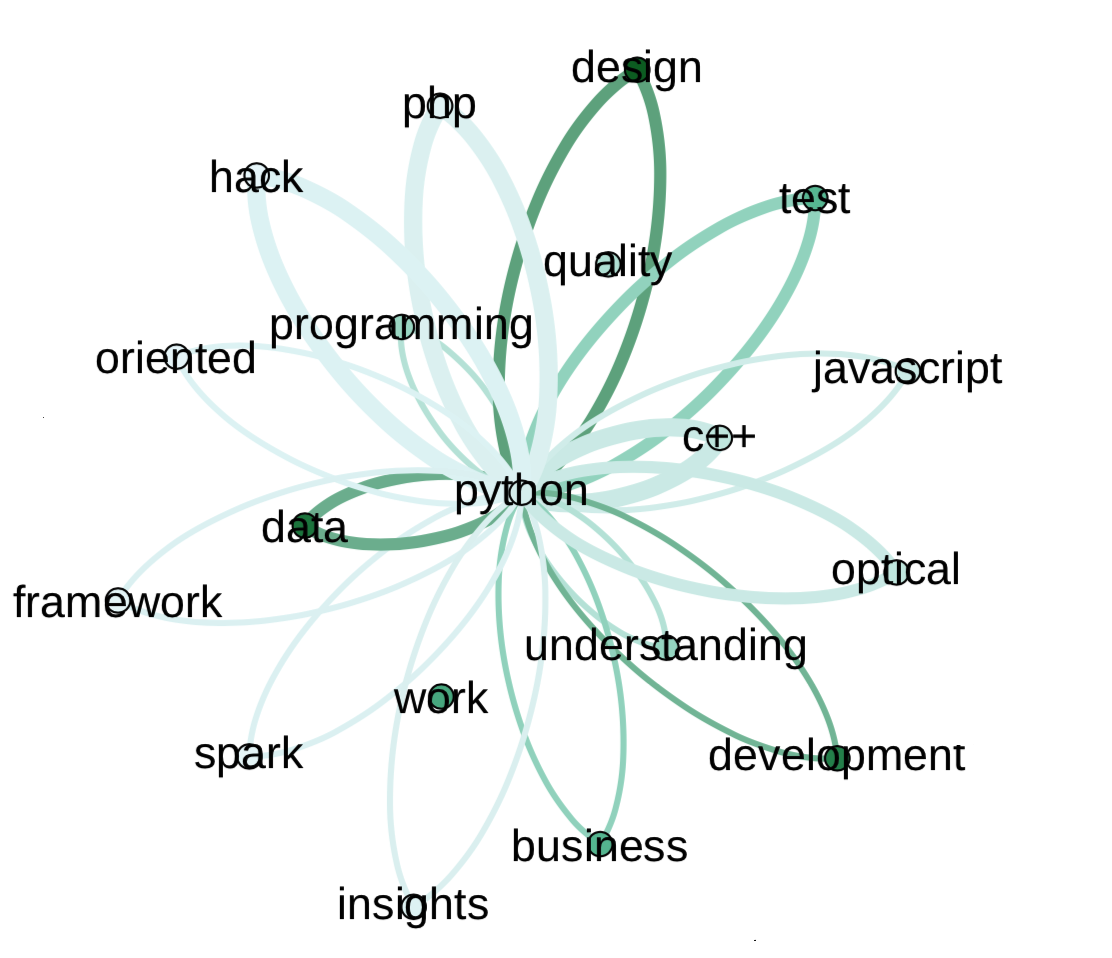 design
php
hack
test
quality
programming
oriented
javascript
c++
python
data
optical
framework
understanding
work
spark
development
business
insights